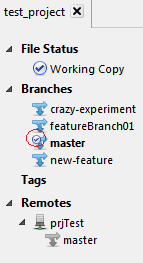 test_project
File Status
Working Copy
Branches
crazy-experiment
featureBranch01
master
new-feature
Tags
Remotes
prjTest
master